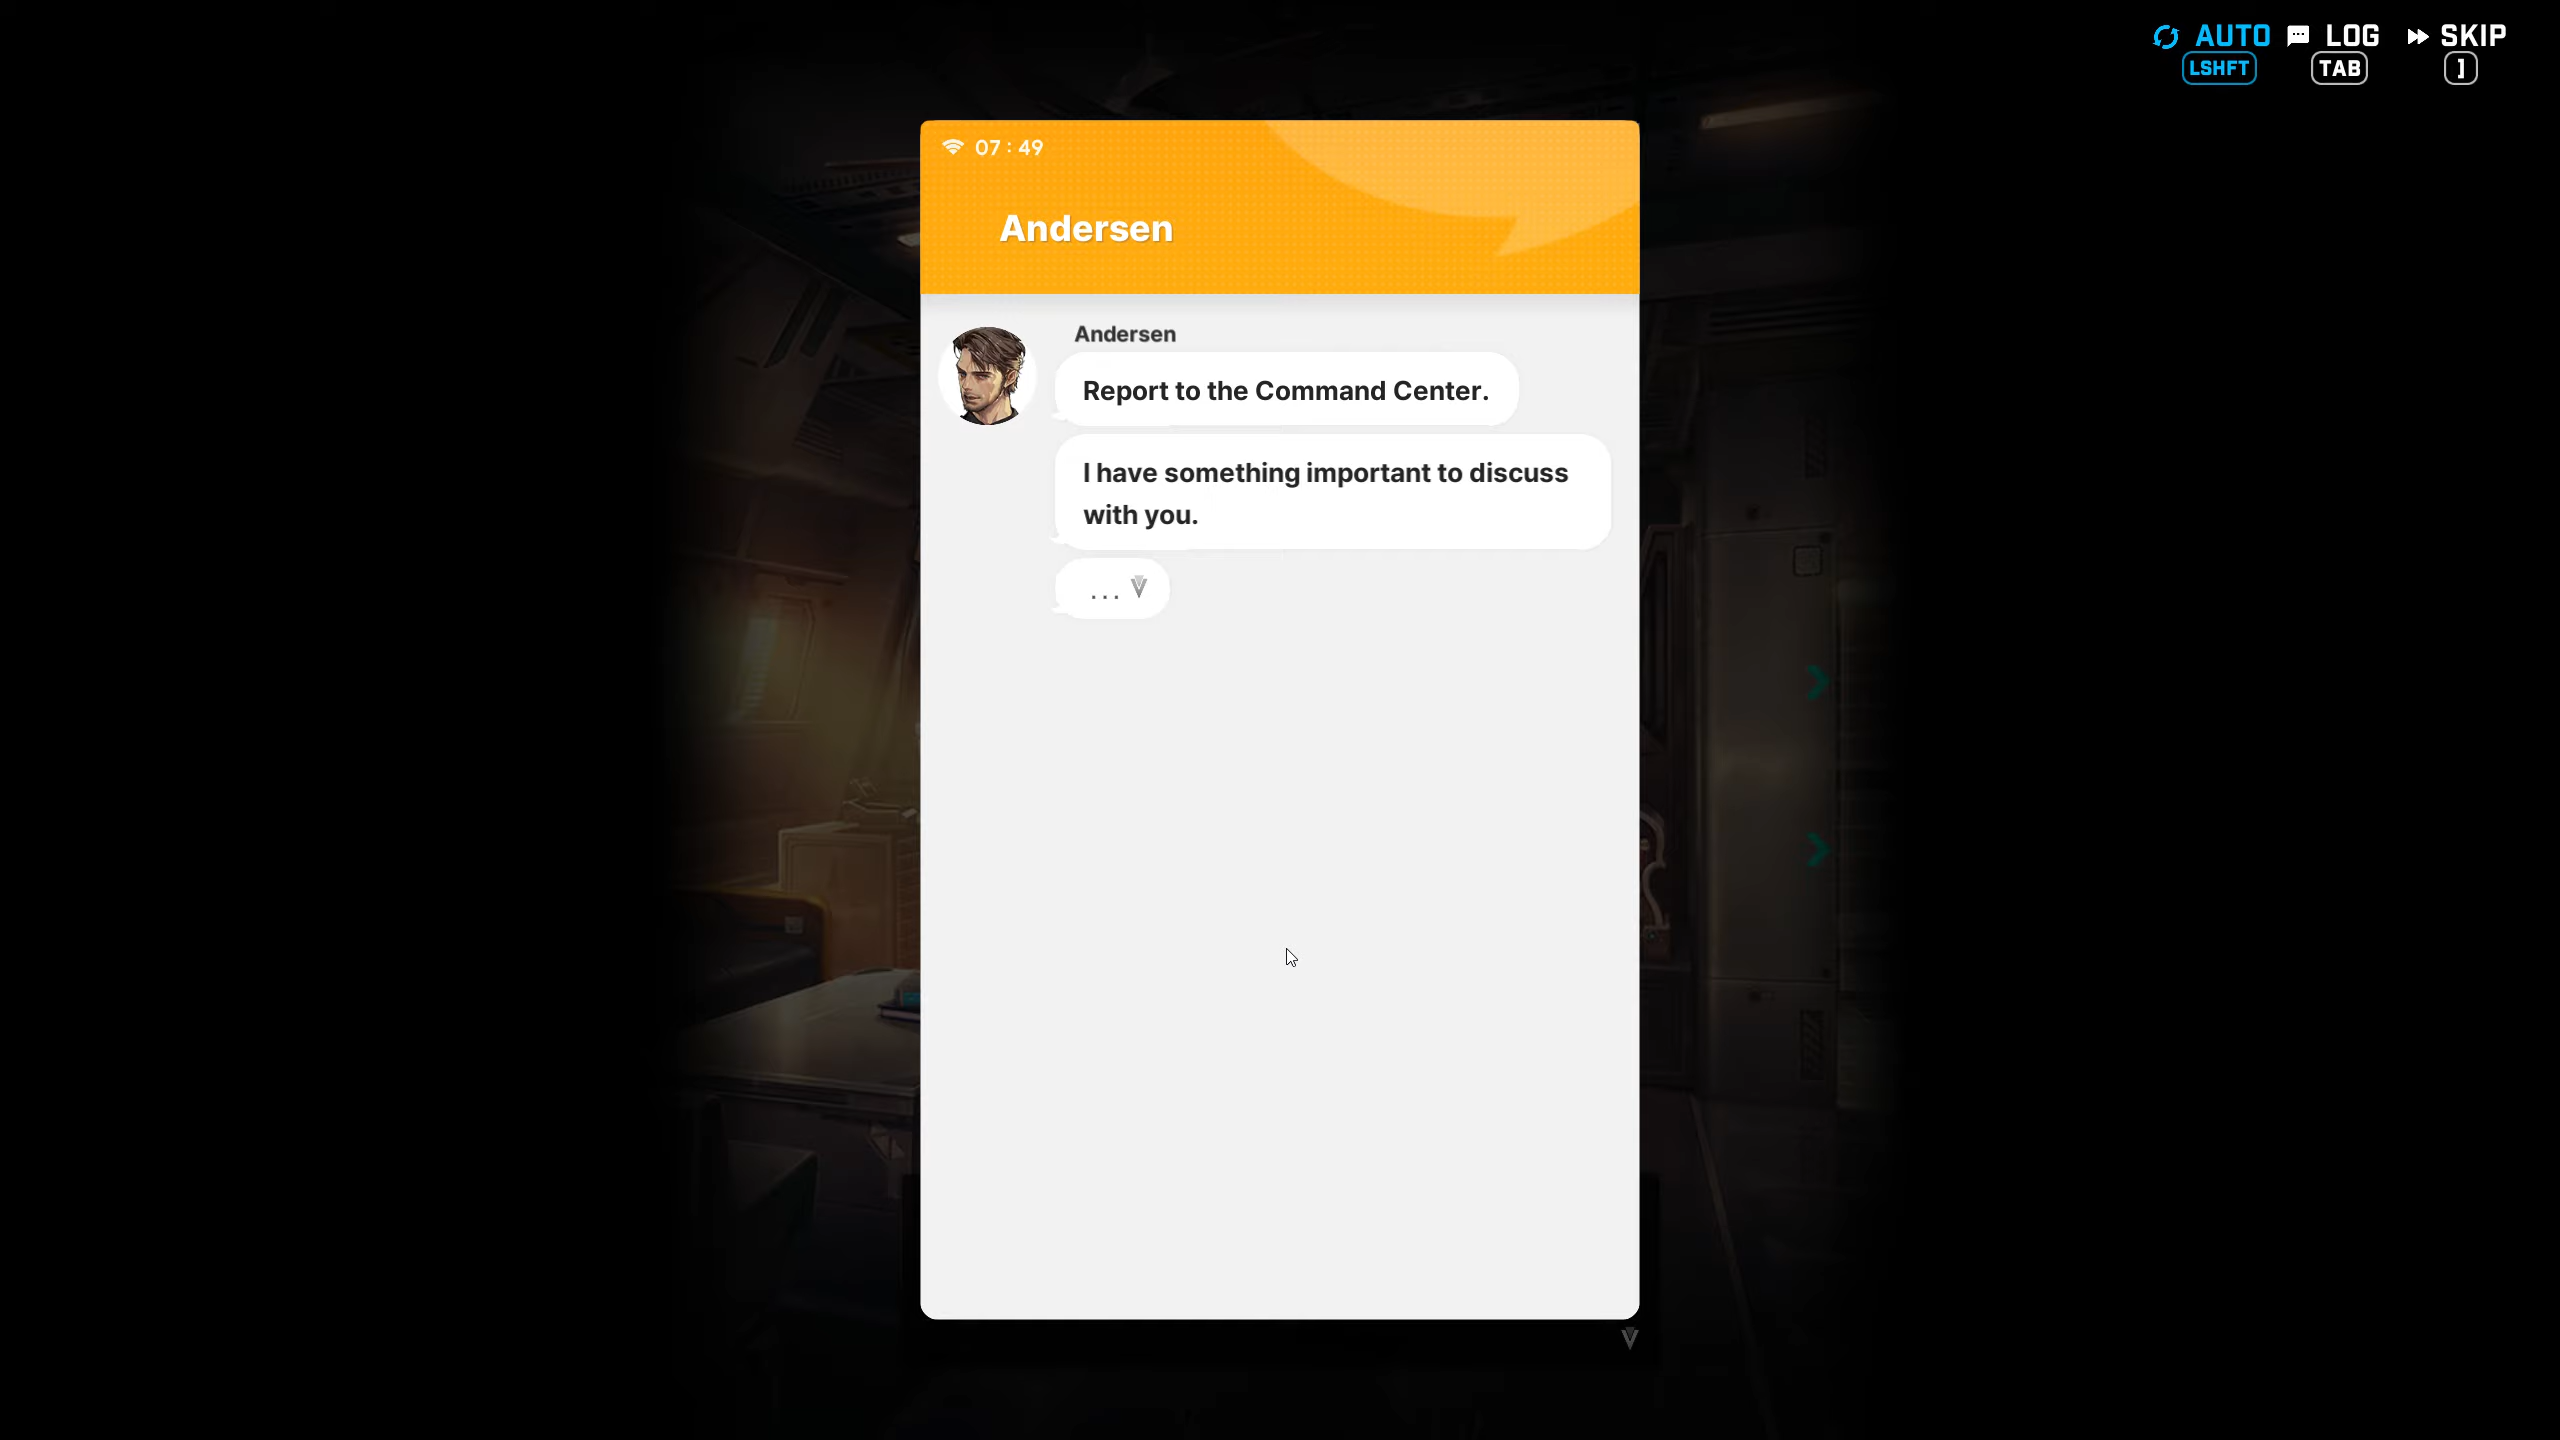 AUTO LOG SKIP
LSHFT TAB ]
07 : 49
Andersen
Andersen
Report to the Command Center.
I have something important to discuss
with you.
...